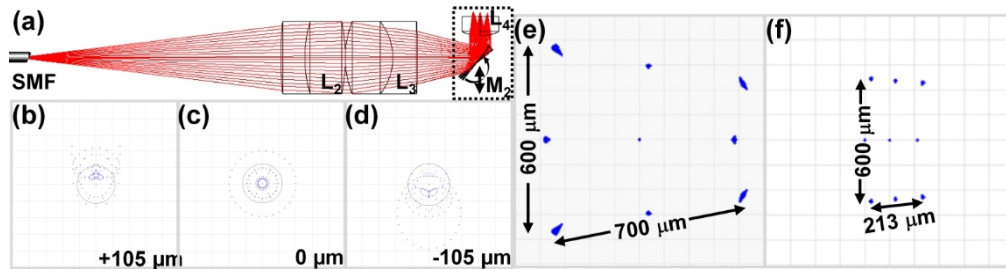 (a)
SMF
L2
L3
L4
M2
(b)
+105 µm
(c)
0 µm
(d)
-105 µm
(e)
600 µm
700 µm
(f)
600 µm
213 µm